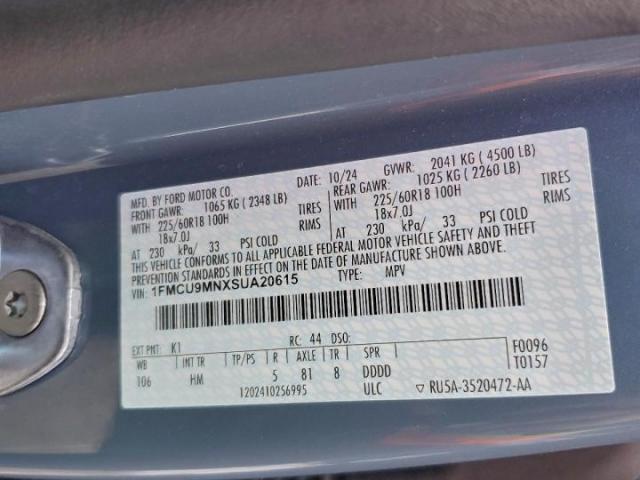 MFD. BY FORD MOTOR CO.
DATE: 10/24 GVWR: 2041 KG ( 4500 LB)
FRONT GAWR: 1065 KG ( 2348 LB) REAR GAWR: 1025 KG ( 2260 LB)
WITH 225/60R18 100H TIRES WITH 225/60R18 100H TIRES
18x7.0J RIMS 18x7.0J RIMS
AT 230 kPa/ 33 PSI COLD AT 230 kPa/ 33 PSI COLD
THIS VEHICLE CONFORMS TO ALL APPLICABLE FEDERAL MOTOR VEHICLE SAFETY AND THEFT
PREVENTION STANDARDS IN EFFECT ON THE DATE OF MANUFACTURE SHOWN ABOVE.
VIN: 1FMCU9MNXSUA20615 TYPE: MPV
EXT PNT: K1 RC: 44 DSO: F0096
WB INT TR TP/PS R AXLE TR SPR T0157
106 HM 5 81 8 DDDD
1202410256995 ULC RU5A-3520472-AA